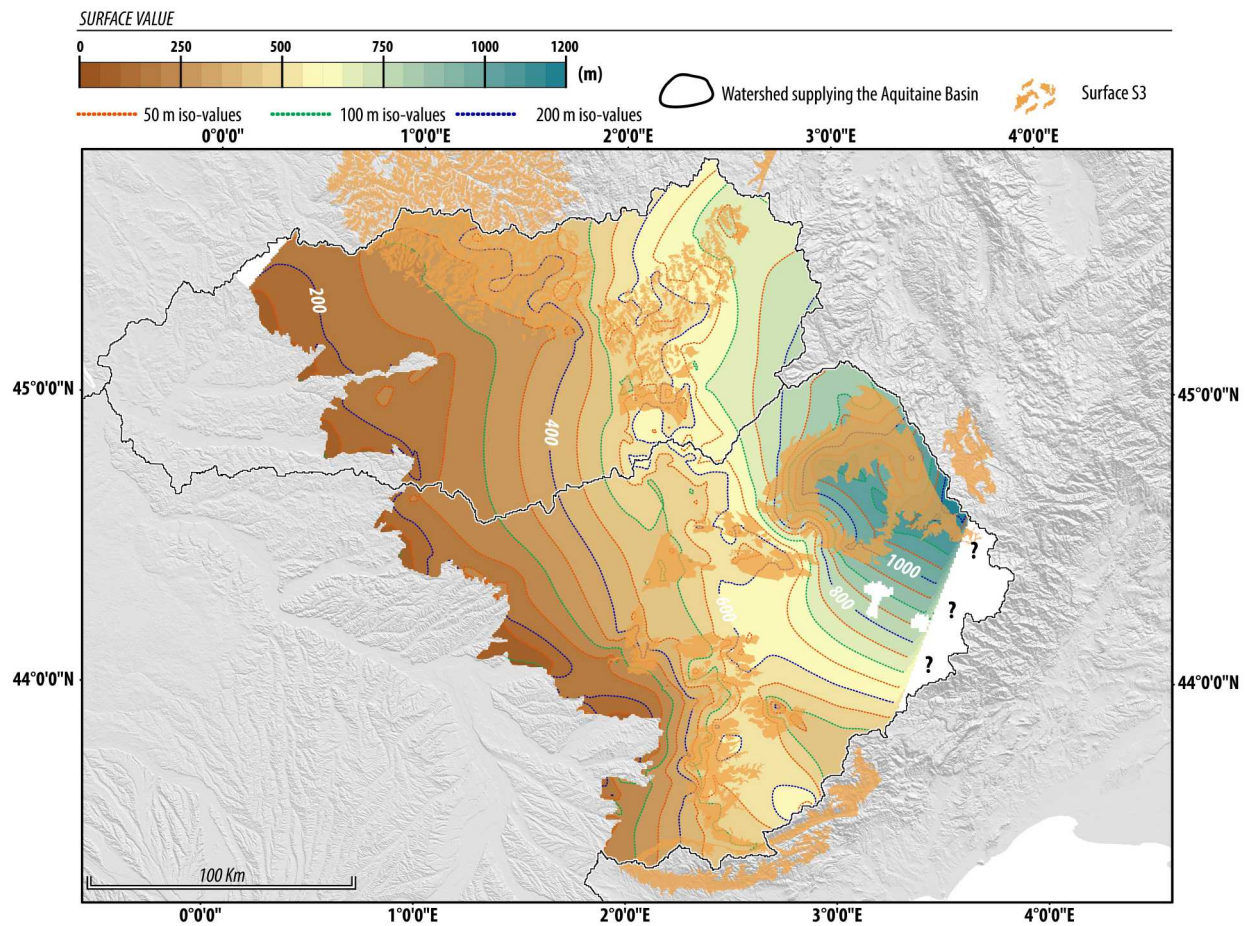 SURFACE VALUE
0 250 500 750 1000 1200
(m)
Watershed supplying the Aquitaine Basin
Surface S3
50 m iso-values 100 m iso-values 200 m iso-values
0°0'0" 1°0'0"E 2°0'0"E 3°0'0"E 4°0'0"E
200
45°0'0"N 45°0'0"N
400
?
1000
800
600
?
?
44°0'0"N 44°0'0"N
100 Km
0°0'0" 1°0'0"E 2°0'0"E 3°0'0"E 4°0'0"E